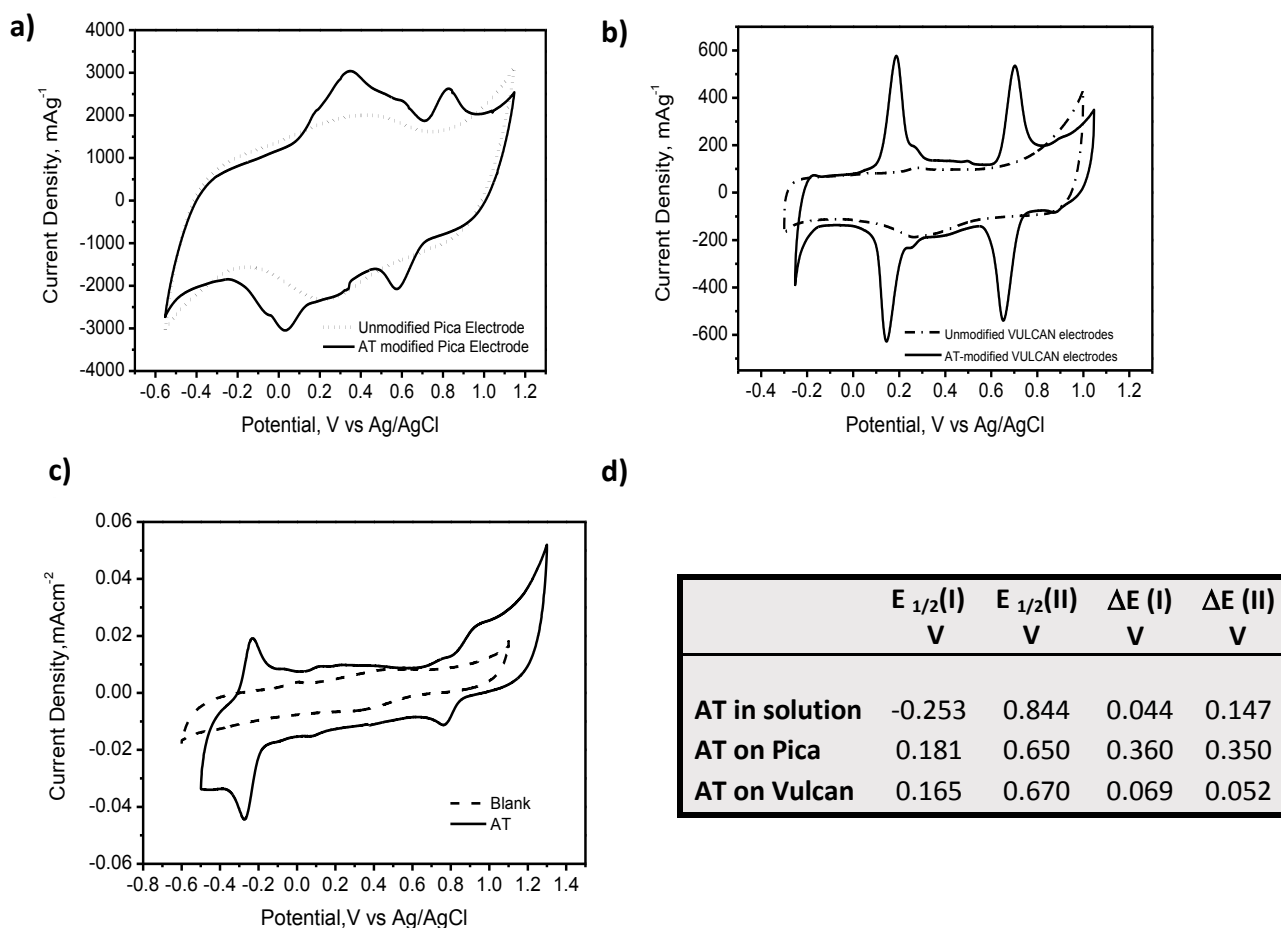 a)
4000
3000
2000
1000
0
-1000
-2000
-3000
-4000
Current Density, mAg-1
Unmodified Pica Electrode
AT modified Pica Electrode
-0.6 -0.4 -0.2 0.0 0.2 0.4 0.6 0.8 1.0 1.2
Potential, V vs Ag/AgCl
b)
600
400
200
0
-200
-400
-600
Current Density, mAg-1
Unmodified VULCAN electrodes
AT-modified VULCAN electrodes
-0.4 -0.2 0.0 0.2 0.4 0.6 0.8 1.0 1.2
Potential, V vs Ag/AgCl
c)
0.06
0.04
0.02
0.00
-0.02
-0.04
-0.06
Current Density,mAcm-2
Blank
AT
-0.8 -0.6 -0.4 -0.2 0.0 0.2 0.4 0.6 0.8 1.0 1.2 1.4
Potential,V vs Ag/AgCl
d)
E 1/2(I) E 1/2(II) ΔE (I) ΔE (II)
V V V V
AT in solution -0.253 0.844 0.044 0.147
AT on Pica 0.181 0.650 0.360 0.350
AT on Vulcan 0.165 0.670 0.069 0.052